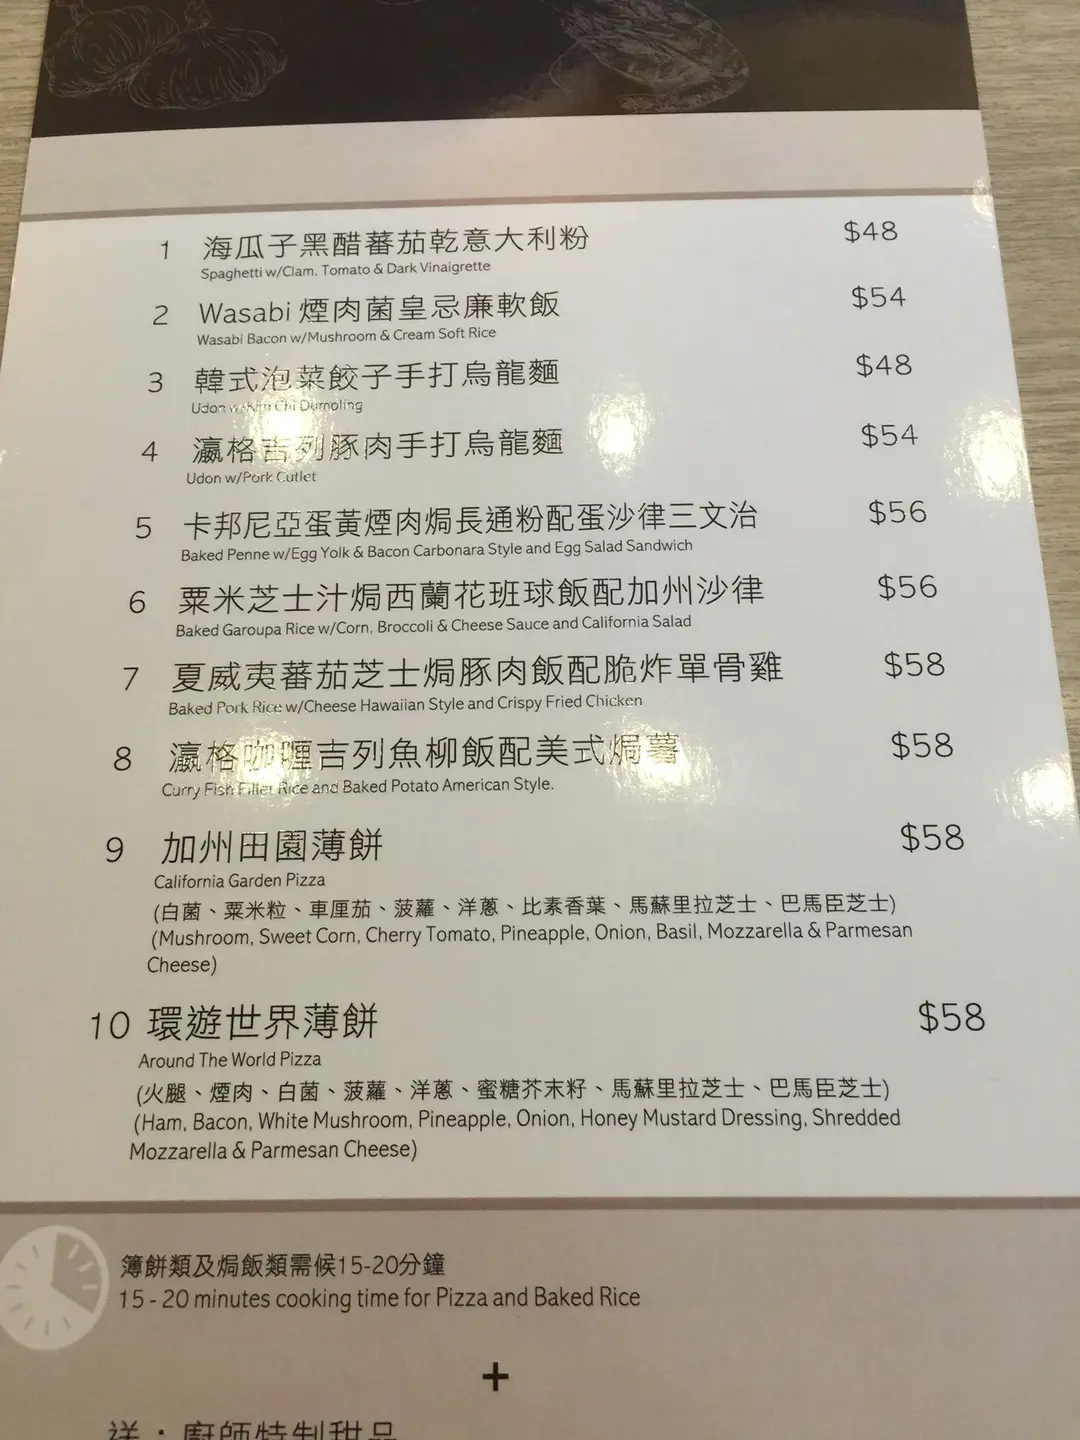 1 海瓜子黑醋蕃茄乾意大利粉 $48
Spaghetti w/Clam, Tomato & Dark Vinaigrette
2 Wasabi 煙肉菌皇忌廉軟飯 $54
Wasabi Bacon w/Mushroom & Cream Soft Rice
3 韓式泡菜餃子手打烏龍麵 $48
Udon w/Kim Chi Dumpling
4 瀛格吉列豚肉手打烏龍麵 $54
Udon w/Pork Cutlet
5 卡邦尼亞蛋黃煙肉焗長通粉配蛋沙律三文治 $56
Baked Penne w/Egg Yolk & Bacon Carbonara Style and Egg Salad Sandwich
6 粟米芝士汁焗西蘭花班球飯配加州沙律 $56
Baked Garoupa Rice w/Corn, Broccoli & Cheese Sauce and California Salad
7 夏威夷蕃茄芝士焗豚肉飯配脆炸單骨雞 $58
Baked Pork Rice w/Cheese Hawaiian Style and Crispy Fried Chicken
8 瀛格咖喱吉列魚柳飯配美式焗薯 $58
Curry Fish Fillet Rice and Baked Potato American Style.
9 加州田園薄餅 $58
California Garden Pizza
(白菌、粟米粒、車厘茄、菠蘿、洋蔥、比素香葉、馬蘇里拉芝士、巴馬臣芝士)
(Mushroom, Sweet Corn, Cherry Tomato, Pineapple, Onion, Basil, Mozzarella & Parmesan
Cheese)
10 環遊世界薄餅 $58
Around The World Pizza
(火腿、煙肉、白菌、菠蘿、洋蔥、蜜糖芥末籽、馬蘇里拉芝士、巴馬臣芝士)
(Ham, Bacon, White Mushroom, Pineapple, Onion, Honey Mustard Dressing, Shredded
Mozzarella & Parmesan Cheese)
簿餅類及焗飯類需候15-20分鐘
15 - 20 minutes cooking time for Pizza and Baked Rice
+
送：廚師特制甜品